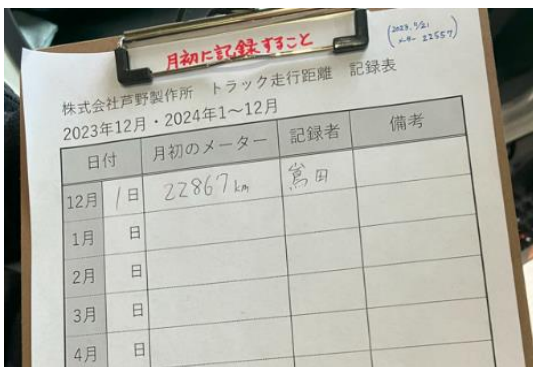 月初に記録すること
(2023.11/21
メーター 22557)
株式会社芦野製作所 トラック走行距離 記録表
2023年12月・2024年1～12月
日付 月初のメーター 記録者 備考
12月 1日 22867km 嶌田
1月 日
2月 日
3月 日
4月 日